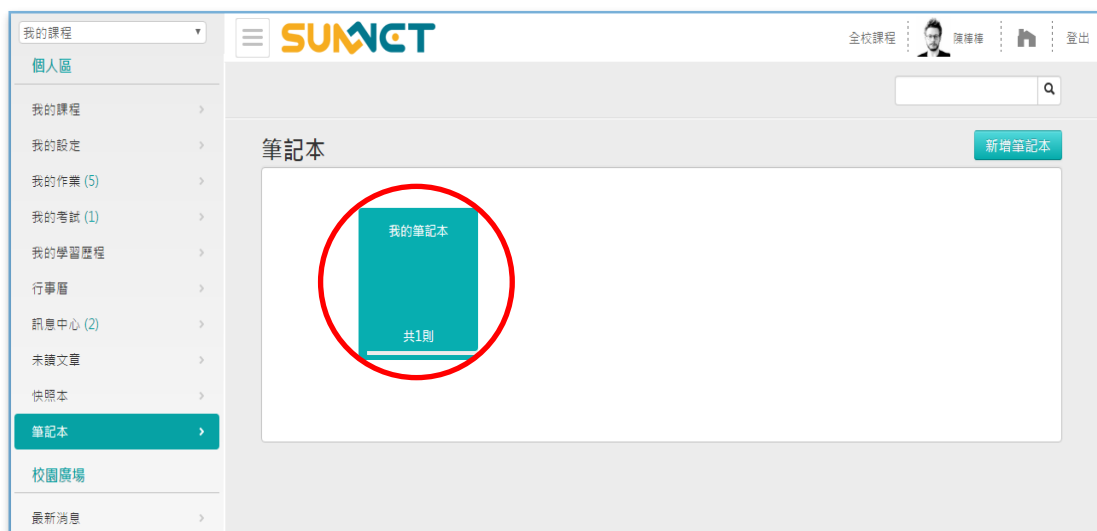 我的課程
SUNNET
全校課程
陳棒棒
登出
個人區
我的課程
我的設定
我的作業 (5)
我的考試 (1)
我的學習歷程
行事曆
訊息中心 (2)
未讀文章
快照本
筆記本
校園廣場
最新消息
筆記本
新增筆記本
我的筆記本
共1則